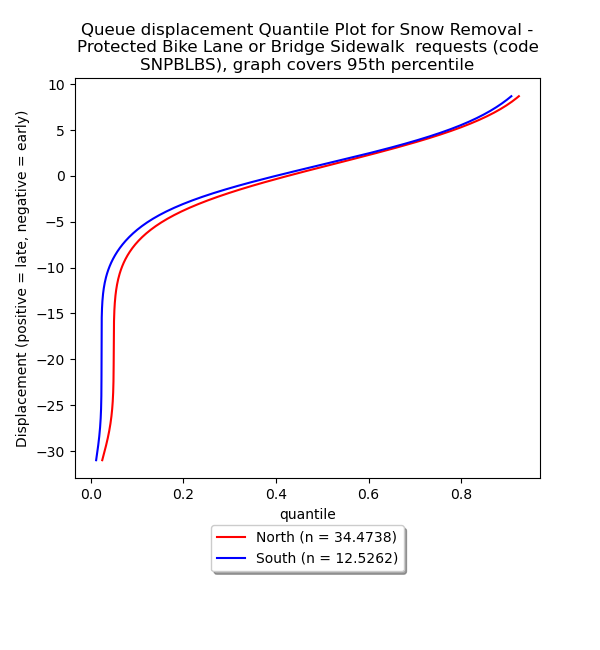 Queue displacement Quantile Plot for Snow Removal -
Protected Bike Lane or Bridge Sidewalk  requests (code
SNPBLBS), graph covers 95th percentile
Displacement (positive = late, negative = early)
10
5
0
−5
−10
−15
−20
−25
−30
0.0 0.2 0.4 0.6 0.8
quantile
North (n = 34.4738)
South (n = 12.5262)